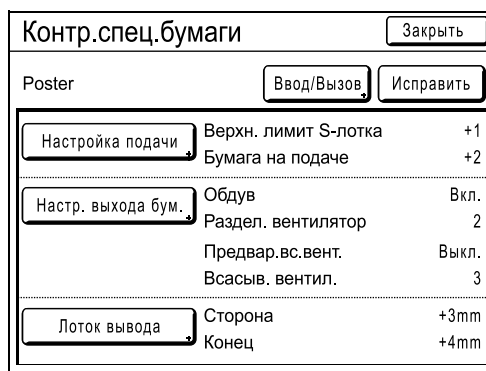 Контр.спец.бумаги Закрыть
Poster Ввод/Вызов Исправить
Настройка подачи Верхн. лимит S-лотка +1
Бумага на подаче +2
Настр. выхода бум. Обдув Вкл.
Раздел. вентилятор 2
Предвар.вс.вент. Выкл.
Всасыв. вентил. 3
Лоток вывода Сторона +3mm
Конец +4mm